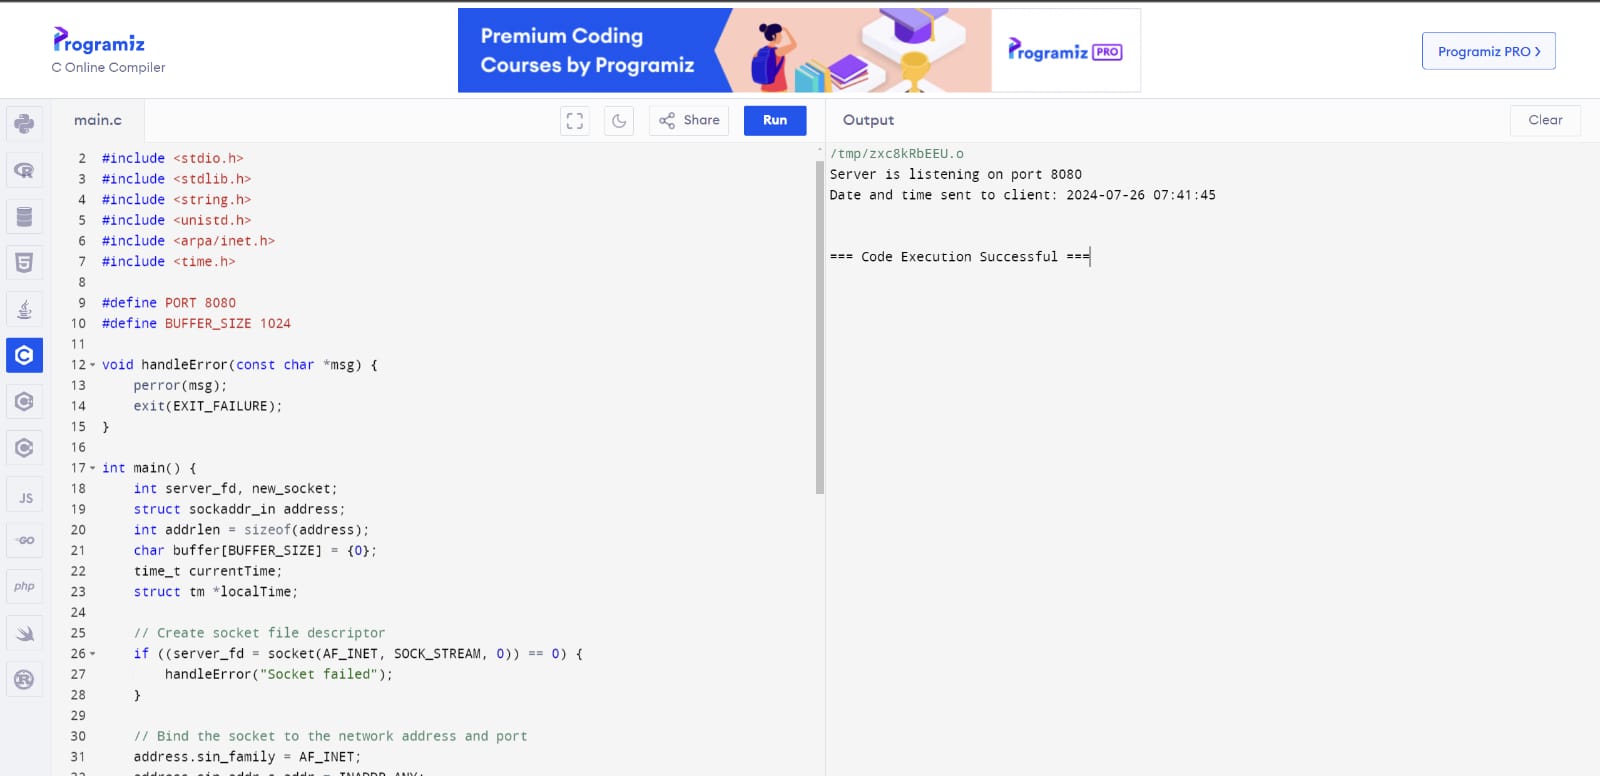 Programiz
C Online Compiler
Premium Coding
Courses by Programiz
Programiz PRO
Programiz PRO >
main.c
Share
Run
Output
Clear
2 #include <stdio.h>
3 #include <stdlib.h>
4 #include <string.h>
5 #include <unistd.h>
6 #include <arpa/inet.h>
7 #include <time.h>
8
9 #define PORT 8080
10 #define BUFFER_SIZE 1024
11
12 void handleError(const char *msg) {
13 perror(msg);
14 exit(EXIT_FAILURE);
15 }
16
17 int main() {
18 int server_fd, new_socket;
19 struct sockaddr_in address;
20 int addrlen = sizeof(address);
21 char buffer[BUFFER_SIZE] = {0};
22 time_t currentTime;
23 struct tm *localTime;
24
25 // Create socket file descriptor
26 if ((server_fd = socket(AF_INET, SOCK_STREAM, 0)) == 0) {
27 handleError("Socket failed");
28 }
29
30 // Bind the socket to the network address and port
31 address.sin_family = AF_INET;
32 address.sin_addr.s_addr = INADDR_ANY;
/tmp/zxc8kRbEEU.o
Server is listening on port 8080
Date and time sent to client: 2024-07-26 07:41:45
=== Code Execution Successful ===
JS
GO
php